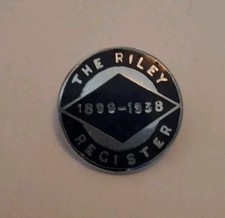 THE RILEY
1899-1938
REGISTER